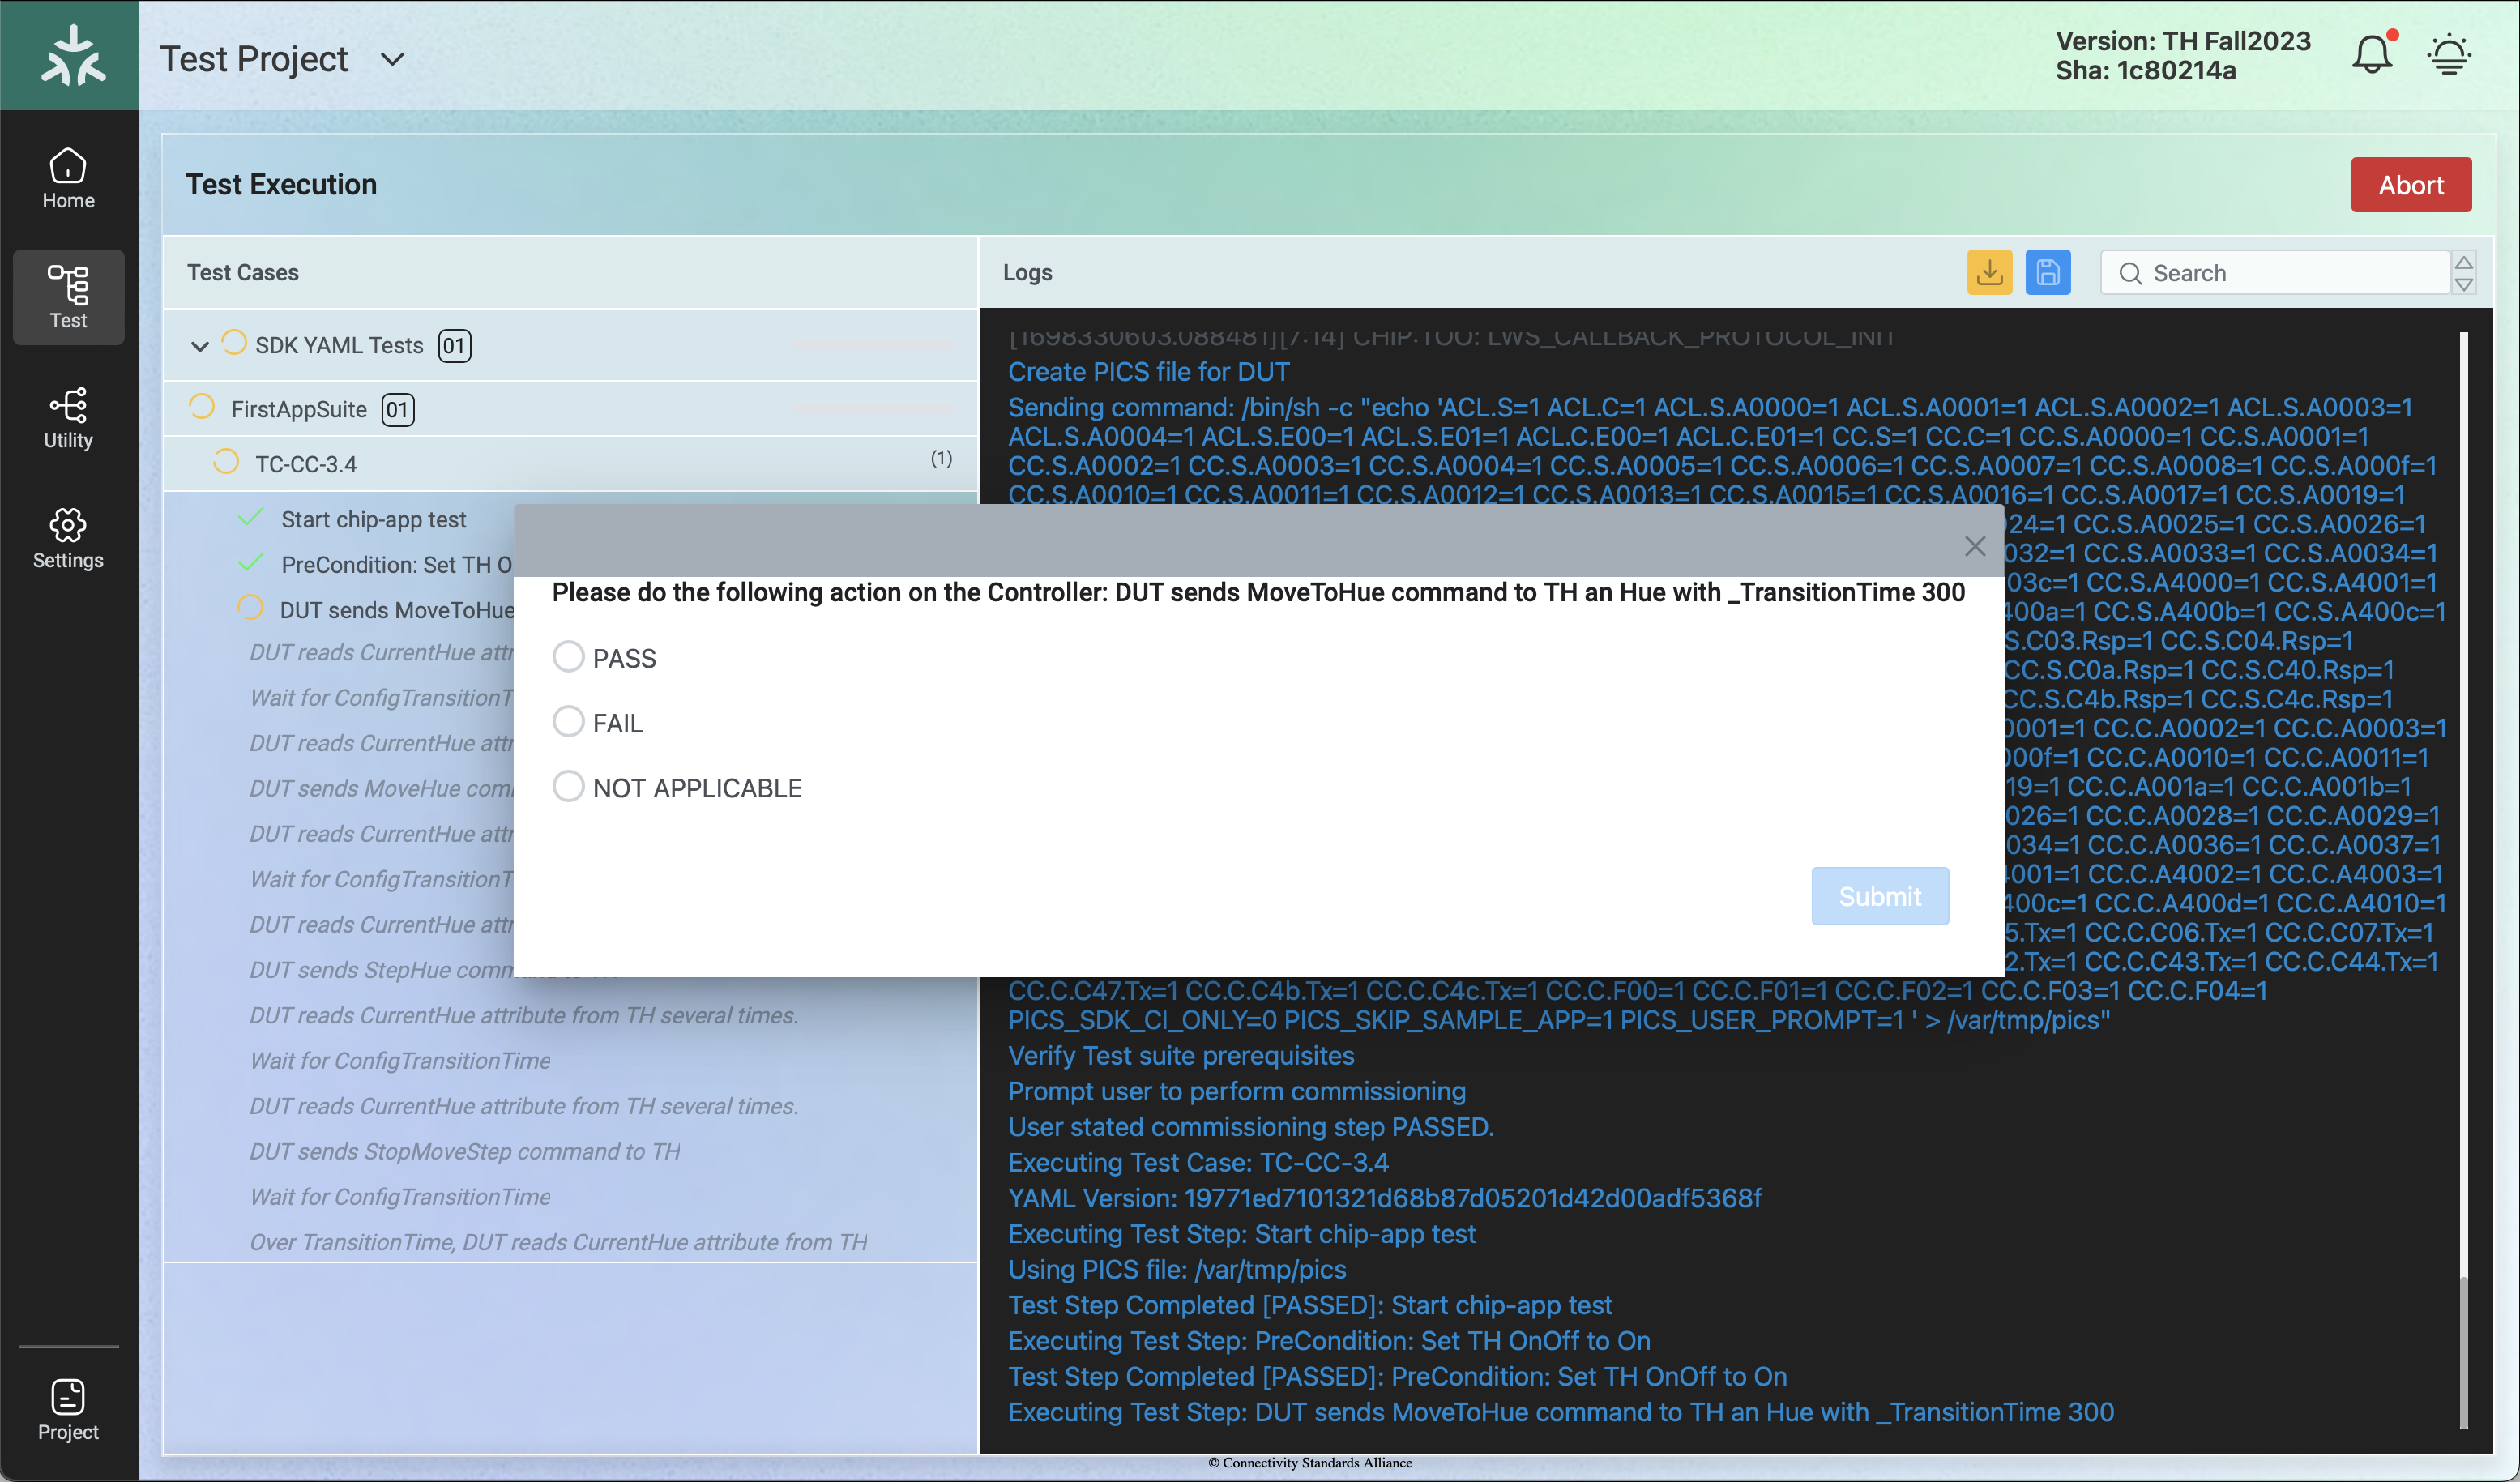 Test Project
Version: TH Fall2023
Sha: 1c80214a
Home
Test
Utility
Settings
Project
Test Execution
Abort
Test Cases
SDK YAML Tests 01
FirstAppSuite 01
TC-CC-3.4 (1)
Start chip-app test
PreCondition: Set TH O
DUT sends MoveToHue
DUT reads CurrentHue attr
Wait for ConfigTransitionT
DUT reads CurrentHue attr
DUT sends MoveHue com
DUT reads CurrentHue attr
Wait for ConfigTransitionT
DUT reads CurrentHue attr
DUT sends StepHue comm
DUT reads CurrentHue attribute from TH several times.
Wait for ConfigTransitionTime
DUT reads CurrentHue attribute from TH several times.
DUT sends StopMoveStep command to TH
Wait for ConfigTransitionTime
Over TransitionTime, DUT reads CurrentHue attribute from TH
Logs
Search
[1698330603.088481][7:14] CHIP:TOO: LWS_CALLBACK_PROTOCOL_INIT
Create PICS file for DUT
Sending command: /bin/sh -c "echo 'ACL.S=1 ACL.C=1 ACL.S.A0000=1 ACL.S.A0001=1 ACL.S.A0002=1 ACL.S.A0003=1
ACL.S.A0004=1 ACL.S.E00=1 ACL.S.E01=1 ACL.C.E00=1 ACL.C.E01=1 CC.S=1 CC.C=1 CC.S.A0000=1 CC.S.A0001=1
CC.S.A0002=1 CC.S.A0003=1 CC.S.A0004=1 CC.S.A0005=1 CC.S.A0006=1 CC.S.A0007=1 CC.S.A0008=1 CC.S.A000f=1
CC.S.A0010=1 CC.S.A0011=1 CC.S.A0012=1 CC.S.A0013=1 CC.S.A0015=1 CC.S.A0016=1 CC.S.A0017=1 CC.S.A0019=1
24=1 CC.S.A0025=1 CC.S.A0026=1
032=1 CC.S.A0033=1 CC.S.A0034=1
03c=1 CC.S.A4000=1 CC.S.A4001=1
400a=1 CC.S.A400b=1 CC.S.A400c=1
S.C03.Rsp=1 CC.S.C04.Rsp=1
CC.S.C0a.Rsp=1 CC.S.C40.Rsp=1
CC.S.C4b.Rsp=1 CC.S.C4c.Rsp=1
0001=1 CC.C.A0002=1 CC.C.A0003=1
00f=1 CC.C.A0010=1 CC.C.A0011=1
19=1 CC.C.A001a=1 CC.C.A001b=1
026=1 CC.C.A0028=1 CC.C.A0029=1
034=1 CC.C.A0036=1 CC.C.A0037=1
4001=1 CC.C.A4002=1 CC.C.A4003=1
400c=1 CC.C.A400d=1 CC.C.A4010=1
5.Tx=1 CC.C.C06.Tx=1 CC.C.C07.Tx=1
2.Tx=1 CC.C.C43.Tx=1 CC.C.C44.Tx=1
CC.C.C47.Tx=1 CC.C.C4b.Tx=1 CC.C.C4c.Tx=1 CC.C.F00=1 CC.C.F01=1 CC.C.F02=1 CC.C.F03=1 CC.C.F04=1
PICS_SDK_CI_ONLY=0 PICS_SKIP_SAMPLE_APP=1 PICS_USER_PROMPT=1 ' > /var/tmp/pics"
Verify Test suite prerequisites
Prompt user to perform commissioning
User stated commissioning step PASSED.
Executing Test Case: TC-CC-3.4
YAML Version: 19771ed7101321d68b87d05201d42d00adf5368f
Executing Test Step: Start chip-app test
Using PICS file: /var/tmp/pics
Test Step Completed [PASSED]: Start chip-app test
Executing Test Step: PreCondition: Set TH OnOff to On
Test Step Completed [PASSED]: PreCondition: Set TH OnOff to On
Executing Test Step: DUT sends MoveToHue command to TH an Hue with _TransitionTime 300
Please do the following action on the Controller: DUT sends MoveToHue command to TH an Hue with _TransitionTime 300
PASS
FAIL
NOT APPLICABLE
Submit
© Connectivity Standards Alliance